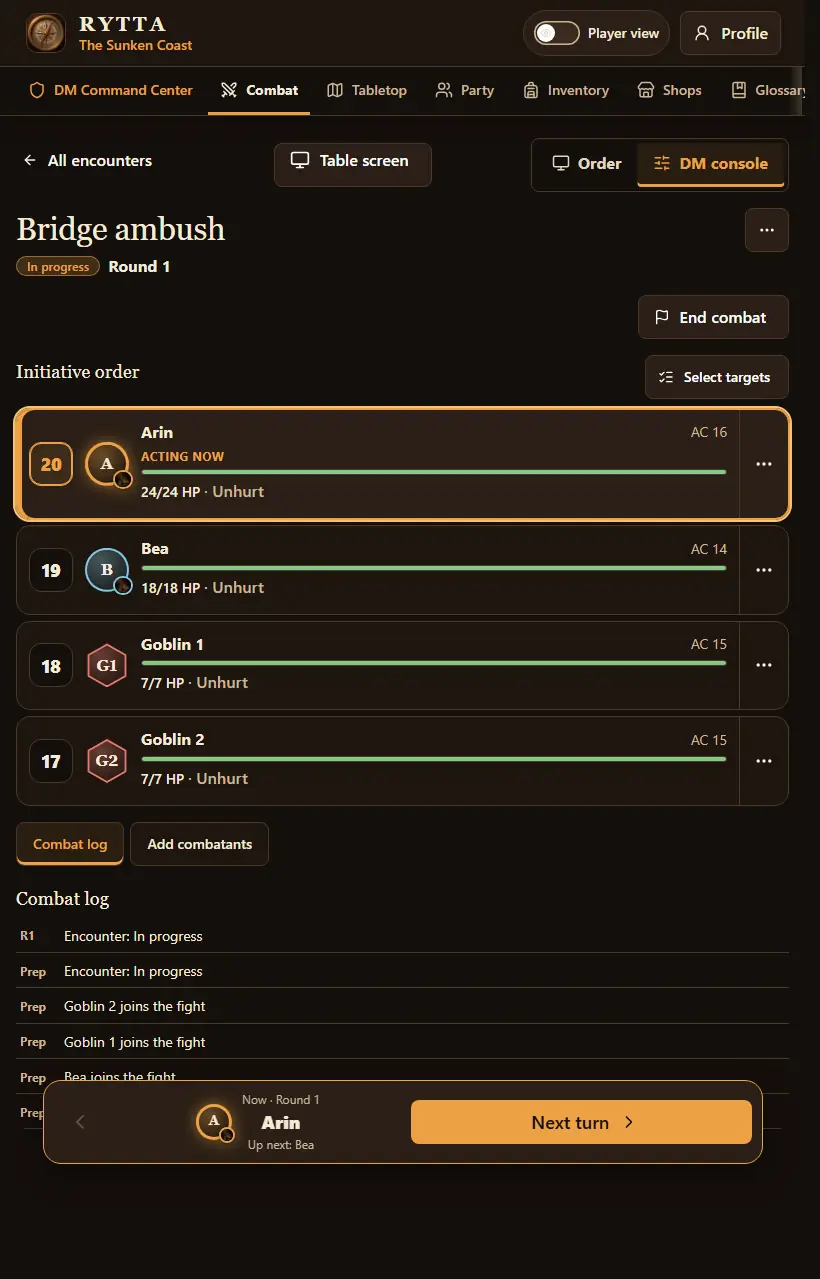 RYTTA
The Sunken Coast
Player view
Profile
DM Command Center
Combat
Tabletop
Party
Inventory
Shops
Glossary
All encounters
Table screen
Order
DM console
Bridge ambush
...
In progress
Round 1
End combat
Initiative order
Select targets
20
A
Arin
AC 16
ACTING NOW
24/24 HP · Unhurt
...
19
B
Bea
AC 14
18/18 HP · Unhurt
...
18
G1
Goblin 1
AC 15
7/7 HP · Unhurt
...
17
G2
Goblin 2
AC 15
7/7 HP · Unhurt
...
Combat log
Add combatants
Combat log
R1 Encounter: In progress
Prep Encounter: In progress
Prep Goblin 2 joins the fight
Prep Goblin 1 joins the fight
Prep Bea joins the fight
Prep
A
Now · Round 1
Arin
Up next: Bea
Next turn